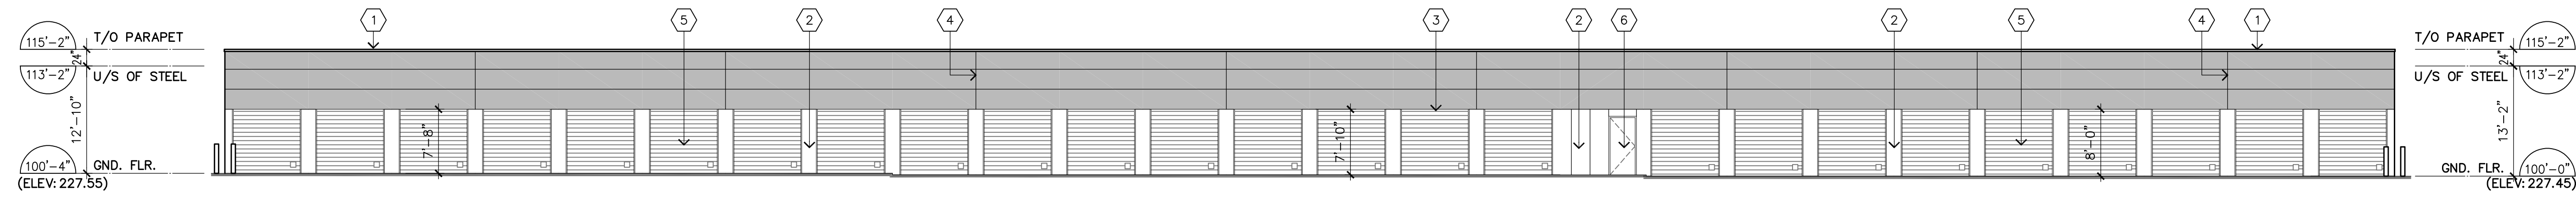 1 5 2 4 3 2 6 2 5 4 1
115'-2" T/O PARAPET
24"
113'-2" U/S OF STEEL
12'-10"
100'-4" GND. FLR.
(ELEV: 227.55)
7'-8"
7'-10"
8'-0"
T/O PARAPET 115'-2"
24"
U/S OF STEEL 113'-2"
13'-2"
GND. FLR. 100'-0"
(ELEV: 227.45)